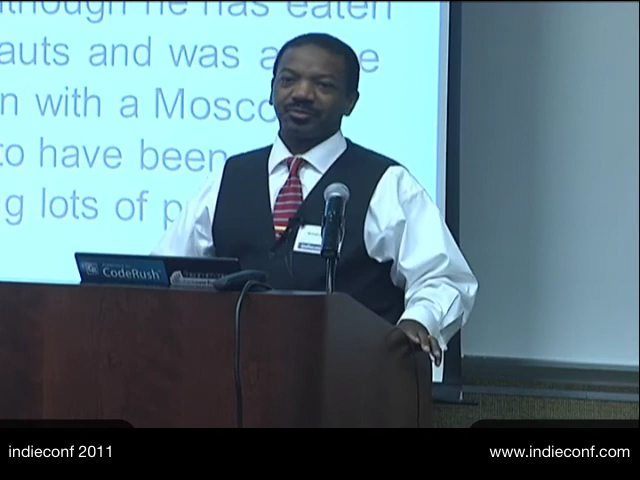 although he has eaten
auts and was a
n with a Mosco
to have been
g lots of p
CodeRush
indieconf 2011
www.indieconf.com